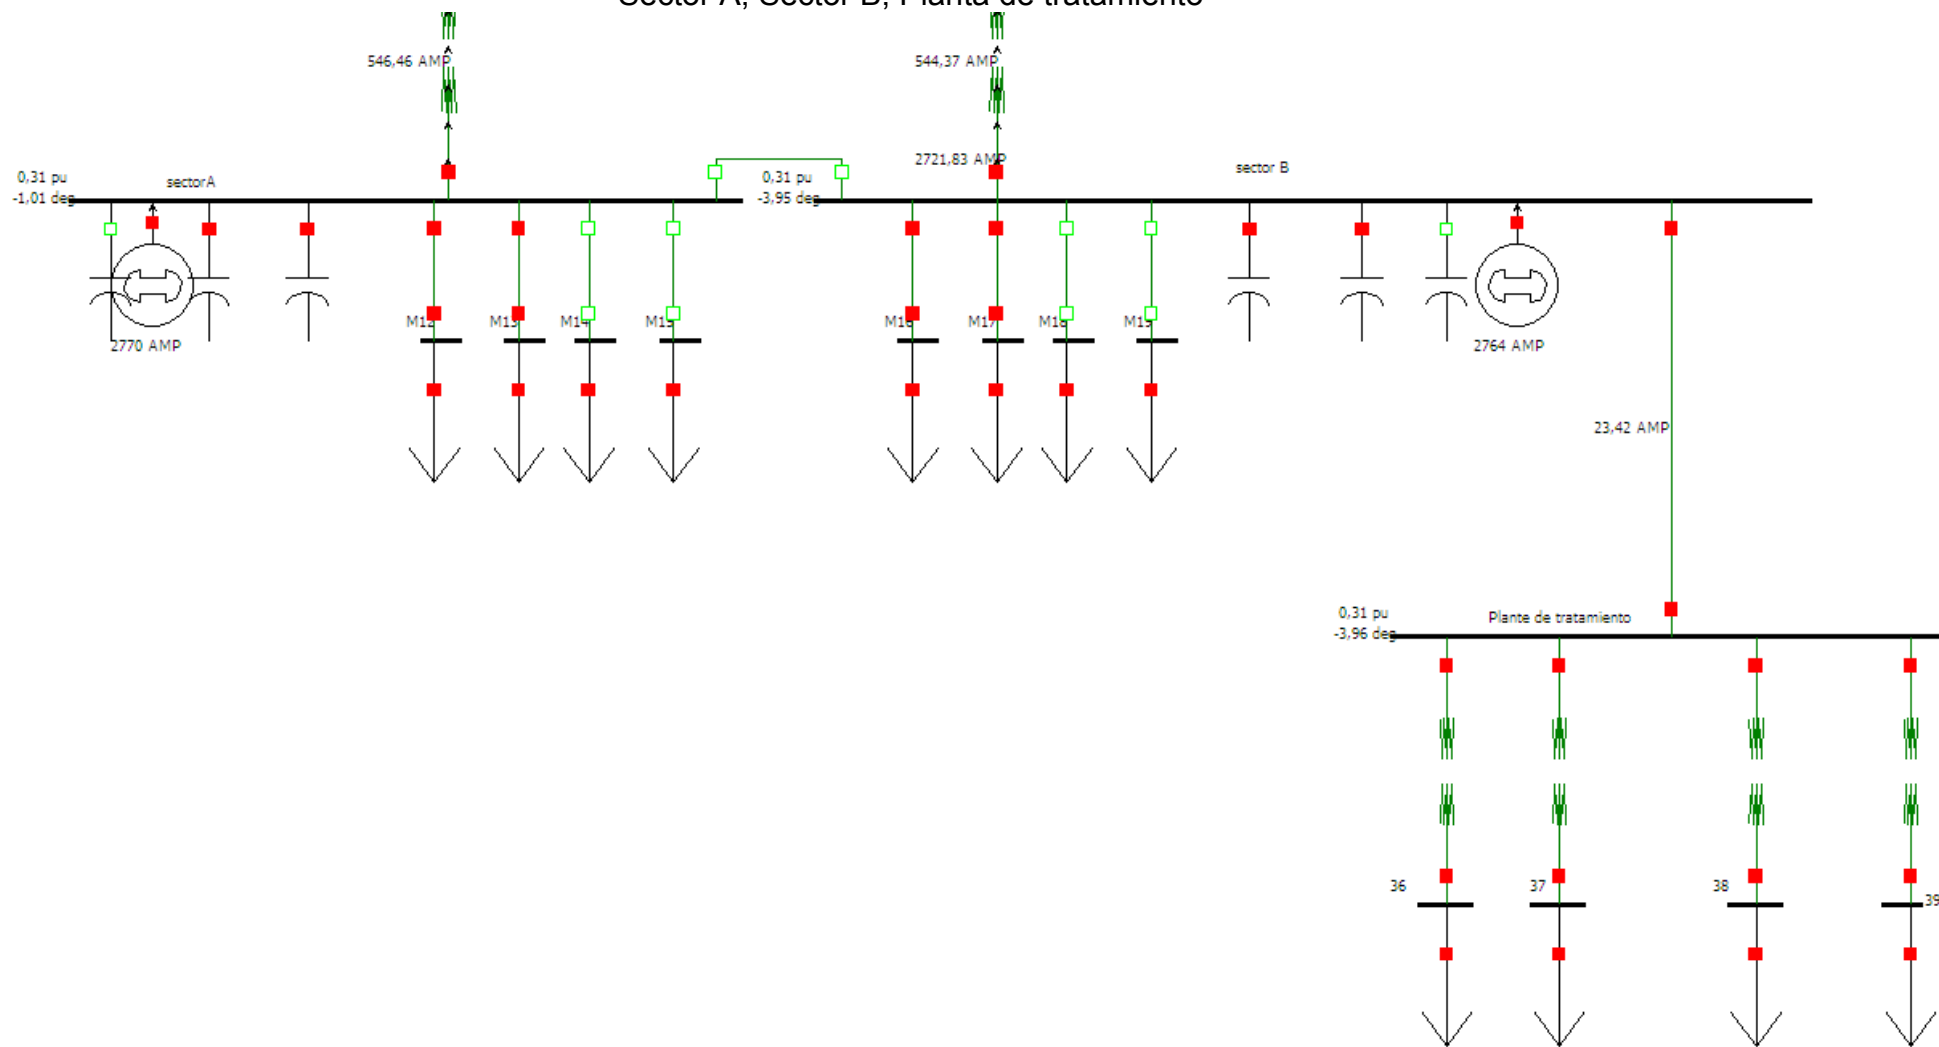 Sector A, Sector B, Planta de tratamiento
546,46 AMP
544,37 AMP
2721,83 AMP
sector B
0,31 pu
-1,01 deg
sectorA
0,31 pu
-3,95 deg
M12
M13
M14
M15
M16
M17
M18
M19
2770 AMP
2764 AMP
23,42 AMP
0,31 pu
-3,96 deg
Plante de tratamiento
36
37
38
39